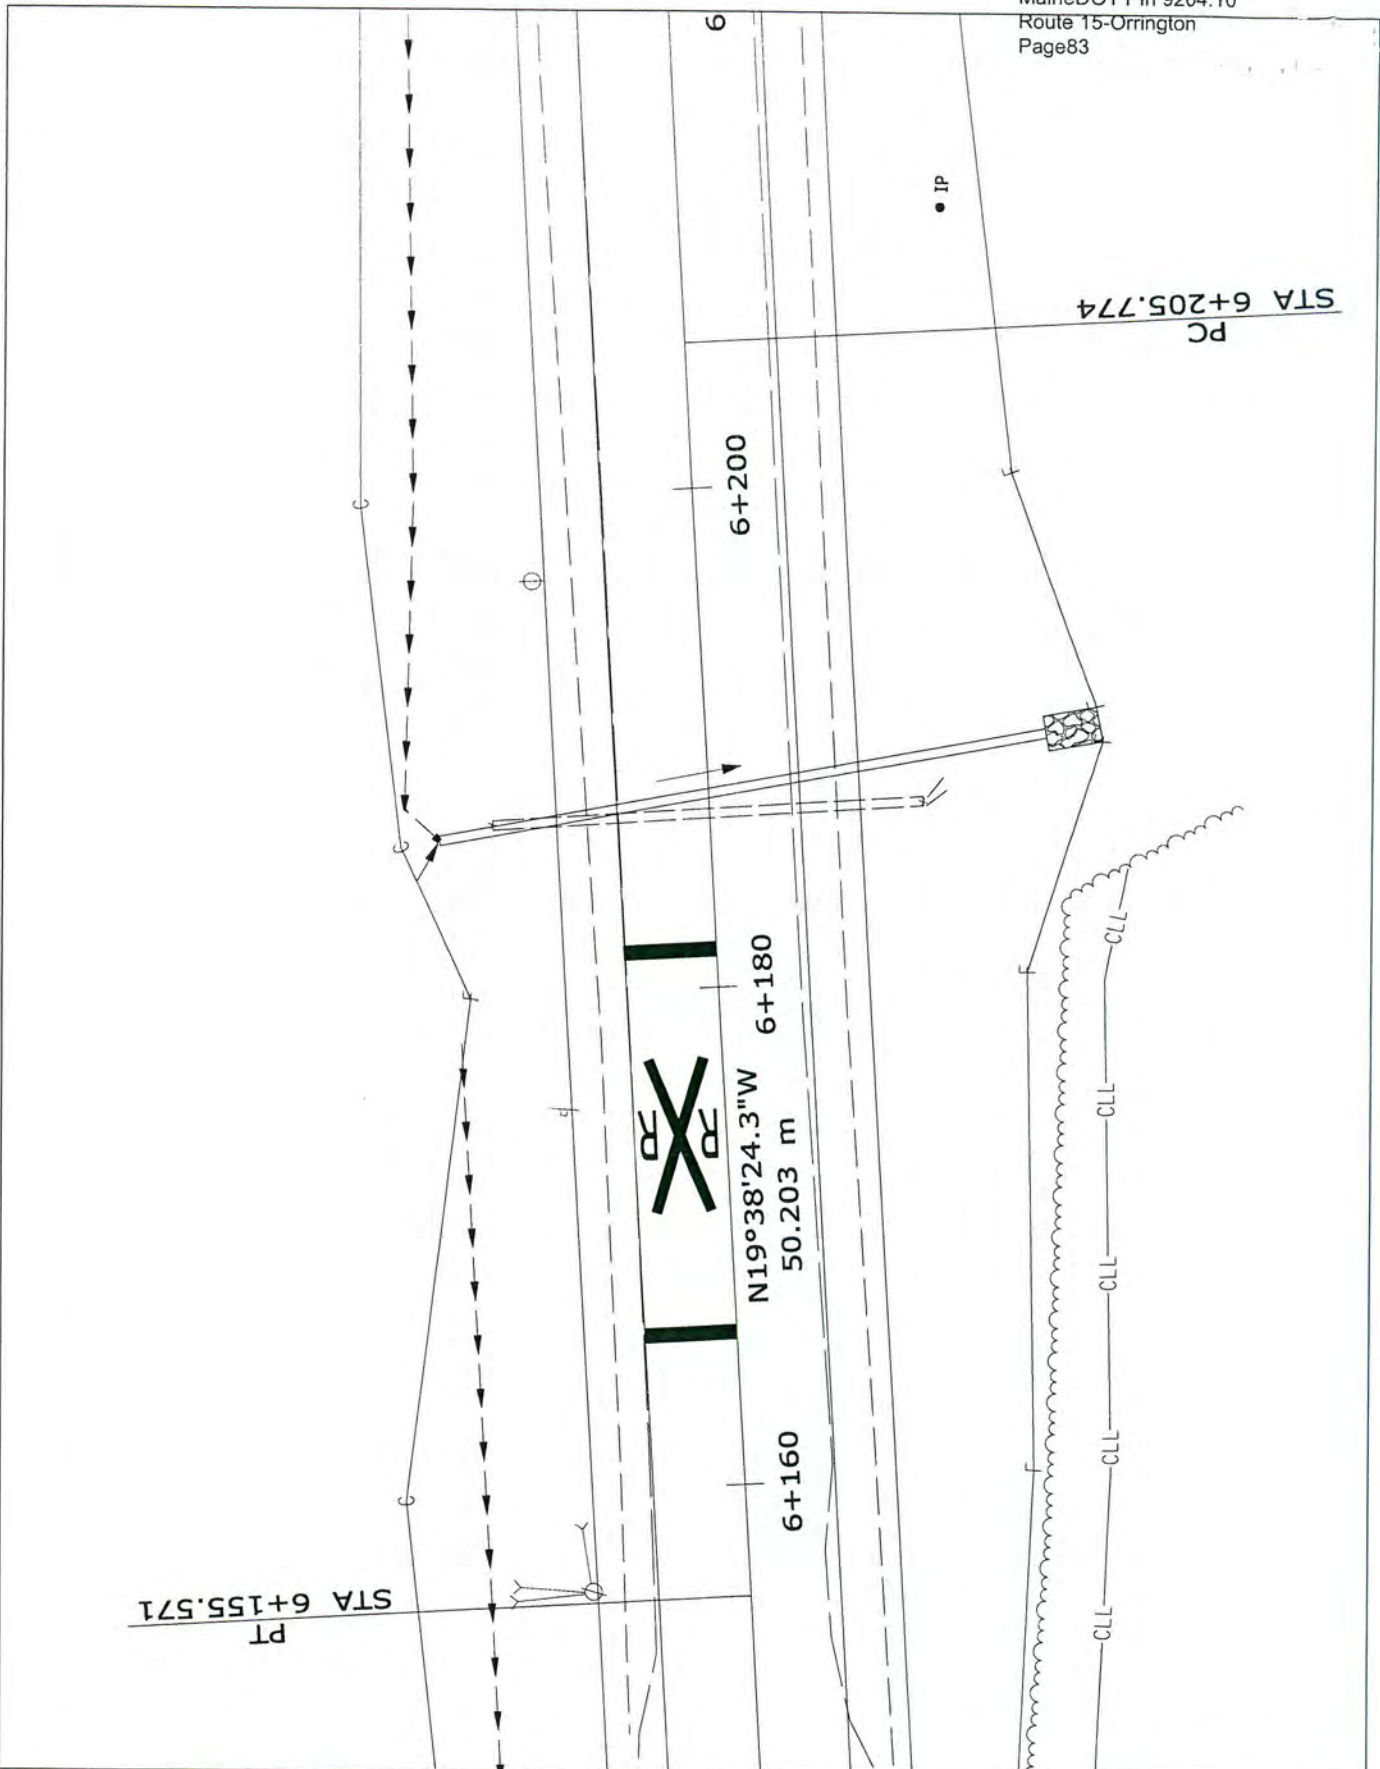 Route 15-Orrington
Page83
6
IP
PC
STA 6+205.774
6+200
C
F
C
F
6+180
F
R R
N19°38'24.3"W
50.203 m
CLL
CLL
CLL
CLL
CLL
6+160
F
C
PT
STA 6+155.571